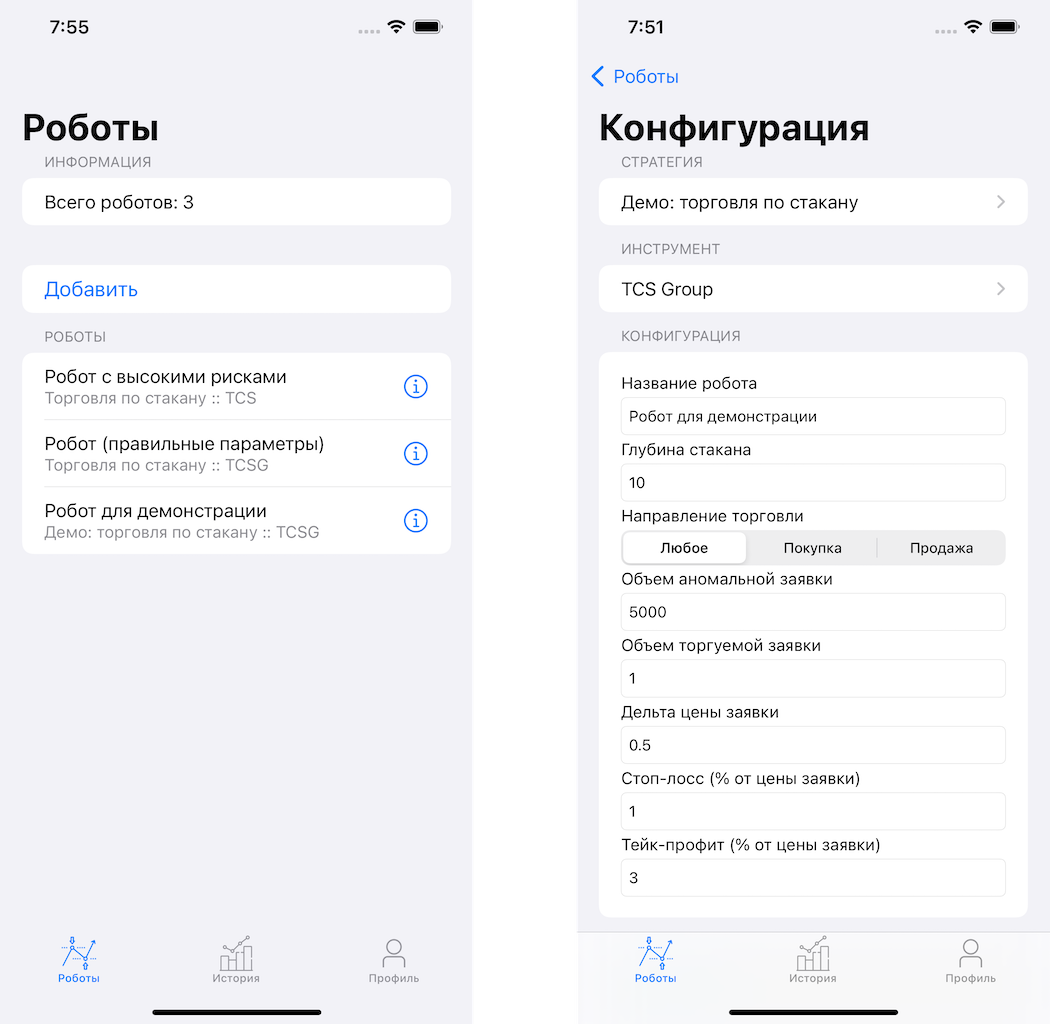 7:55
Роботы
ИНФОРМАЦИЯ
Всего роботов: 3
Добавить
РОБОТЫ
Робот с высокими рисками
Торговля по стакану :: TCS
Робот (правильные параметры)
Торговля по стакану :: TCSG
Робот для демонстрации
Демо: торговля по стакану :: TCSG
Роботы
История
Профиль
7:51
Роботы
Конфигурация
СТРАТЕГИЯ
Демо: торговля по стакану
ИНСТРУМЕНТ
TCS Group
КОНФИГУРАЦИЯ
Название робота
Робот для демонстрации
Глубина стакана
10
Направление торговли
Любое Покупка Продажа
Объем аномальной заявки
5000
Объем торгуемой заявки
1
Дельта цены заявки
0.5
Стоп-лосс (% от цены заявки)
1
Тейк-профит (% от цены заявки)
3
Роботы
История
Профиль